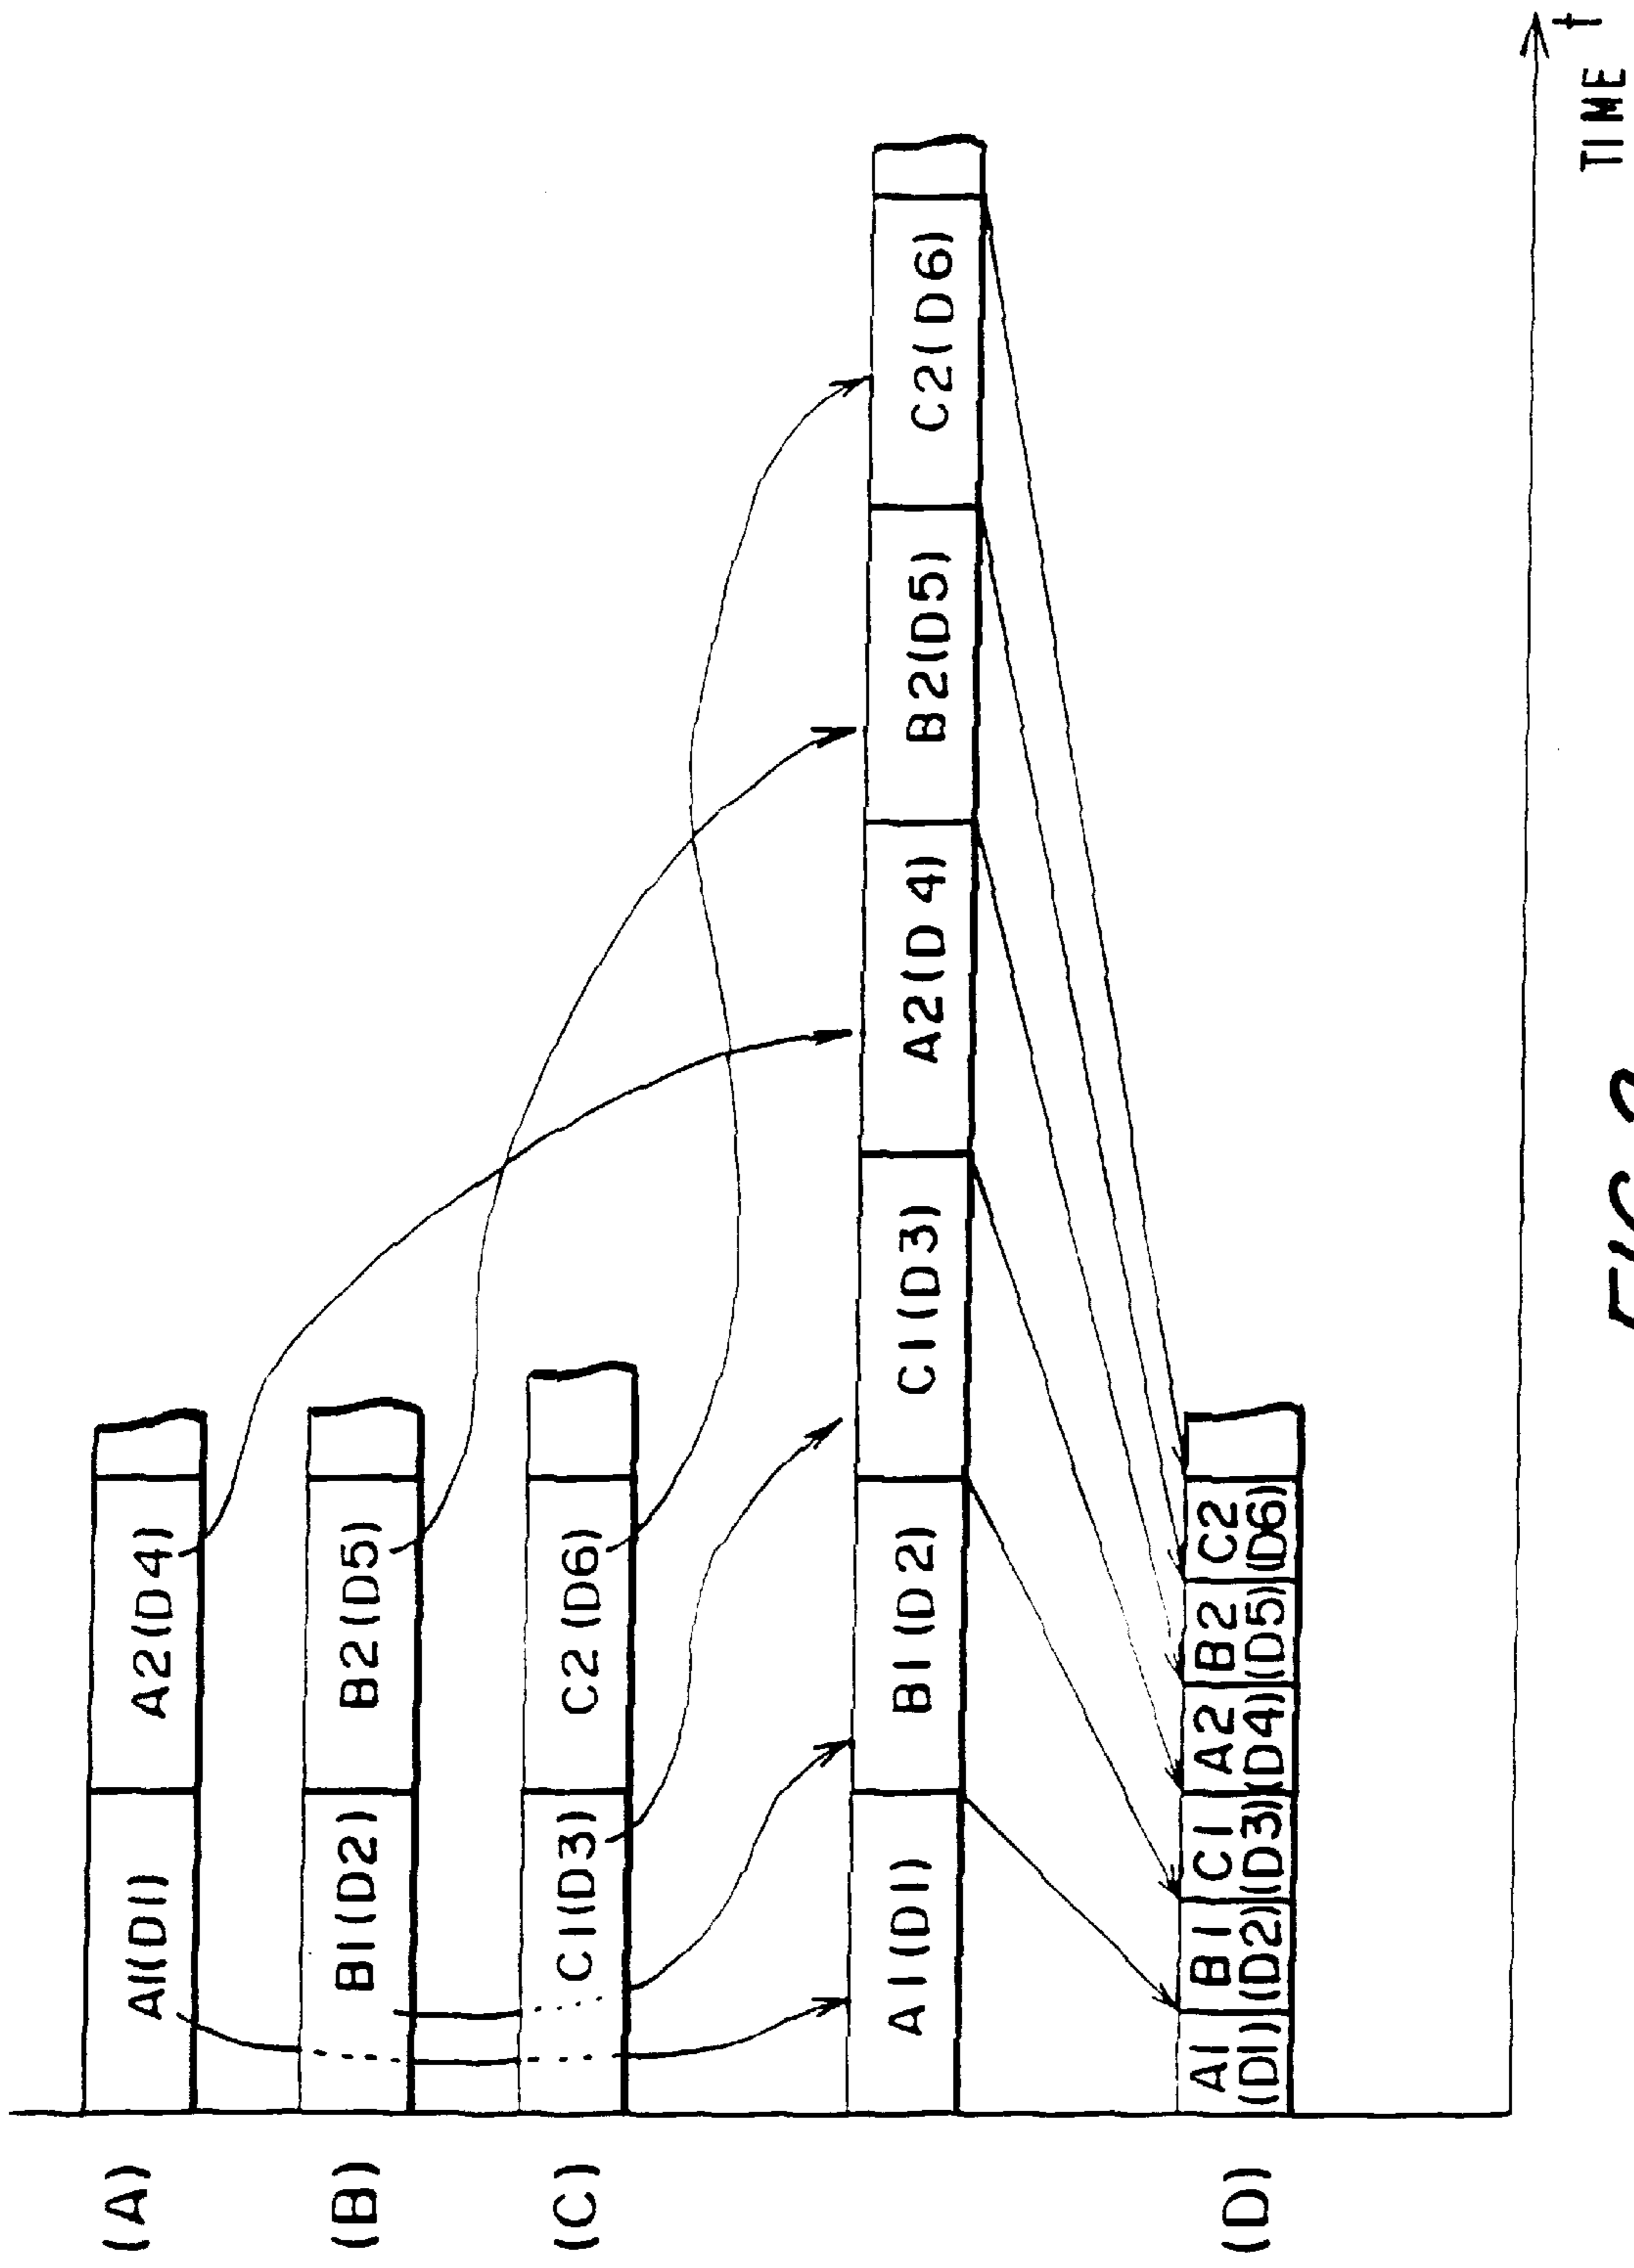 (A) A1(D1) A2(D4)
(B) B1(D2) B2(D5)
(C) C1(D3) C2(D6)
A1(D1) B1(D2) C1(D3) A2(D4) B2(D5) C2(D6)
(D) A1 B1 C1 A2 B2 C2
(D1) (D2) (D3) (D4) (D5) (D6)
TIME t
FIG.